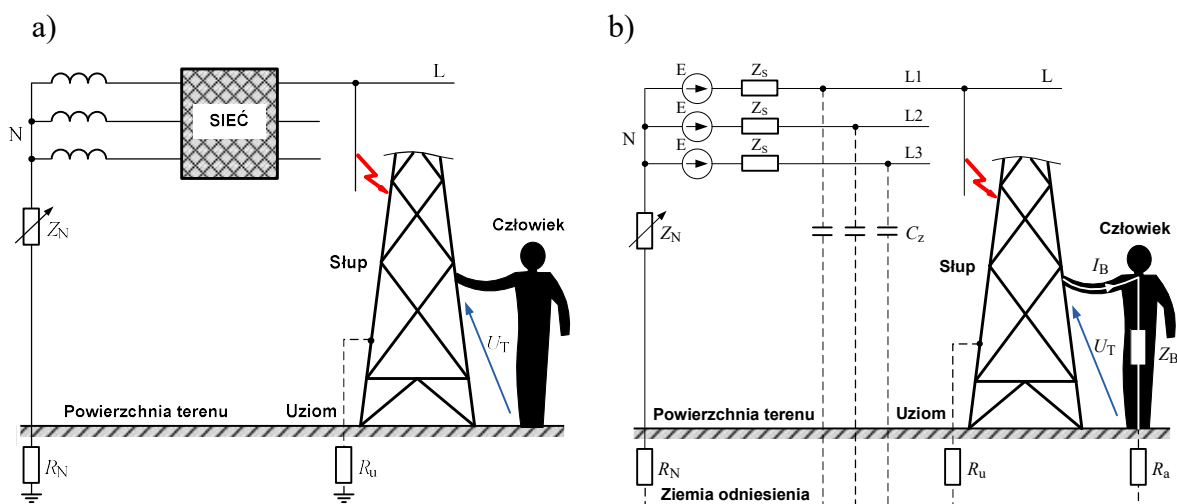 a)
L
SIEĆ
N
Z_N
Człowiek
Słup
U_T
Powierzchnia terenu
Uziom
R_N
R_u
b)
E
Z_S
L1
L
E
Z_S
L2
N
E
Z_S
L3
Z_N
C_z
Człowiek
Słup
I_B
U_T
Z_B
Powierzchnia terenu
Uziom
R_N
R_u
R_a
Ziemia odniesienia